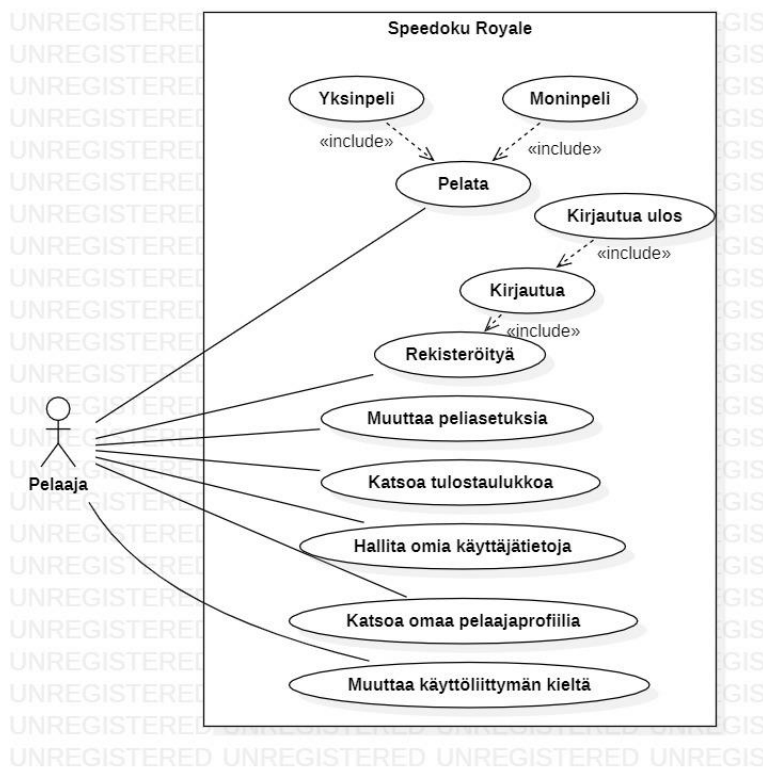 Speedoku Royale
Yksinpeli
Moninpeli
«include»
«include»
Pelata
Kirjautua ulos
«include»
Kirjautua
«include»
Rekisteröityä
Muuttaa peliasetuksia
Pelaaja
Katsoa tulostaulukkoa
Hallita omia käyttäjätietoja
Katsoa omaa pelaajaprofiilia
Muuttaa käyttöliittymän kieltä
UNREGISTERED UNREGISTERED UNREGISTERED UNREGIS